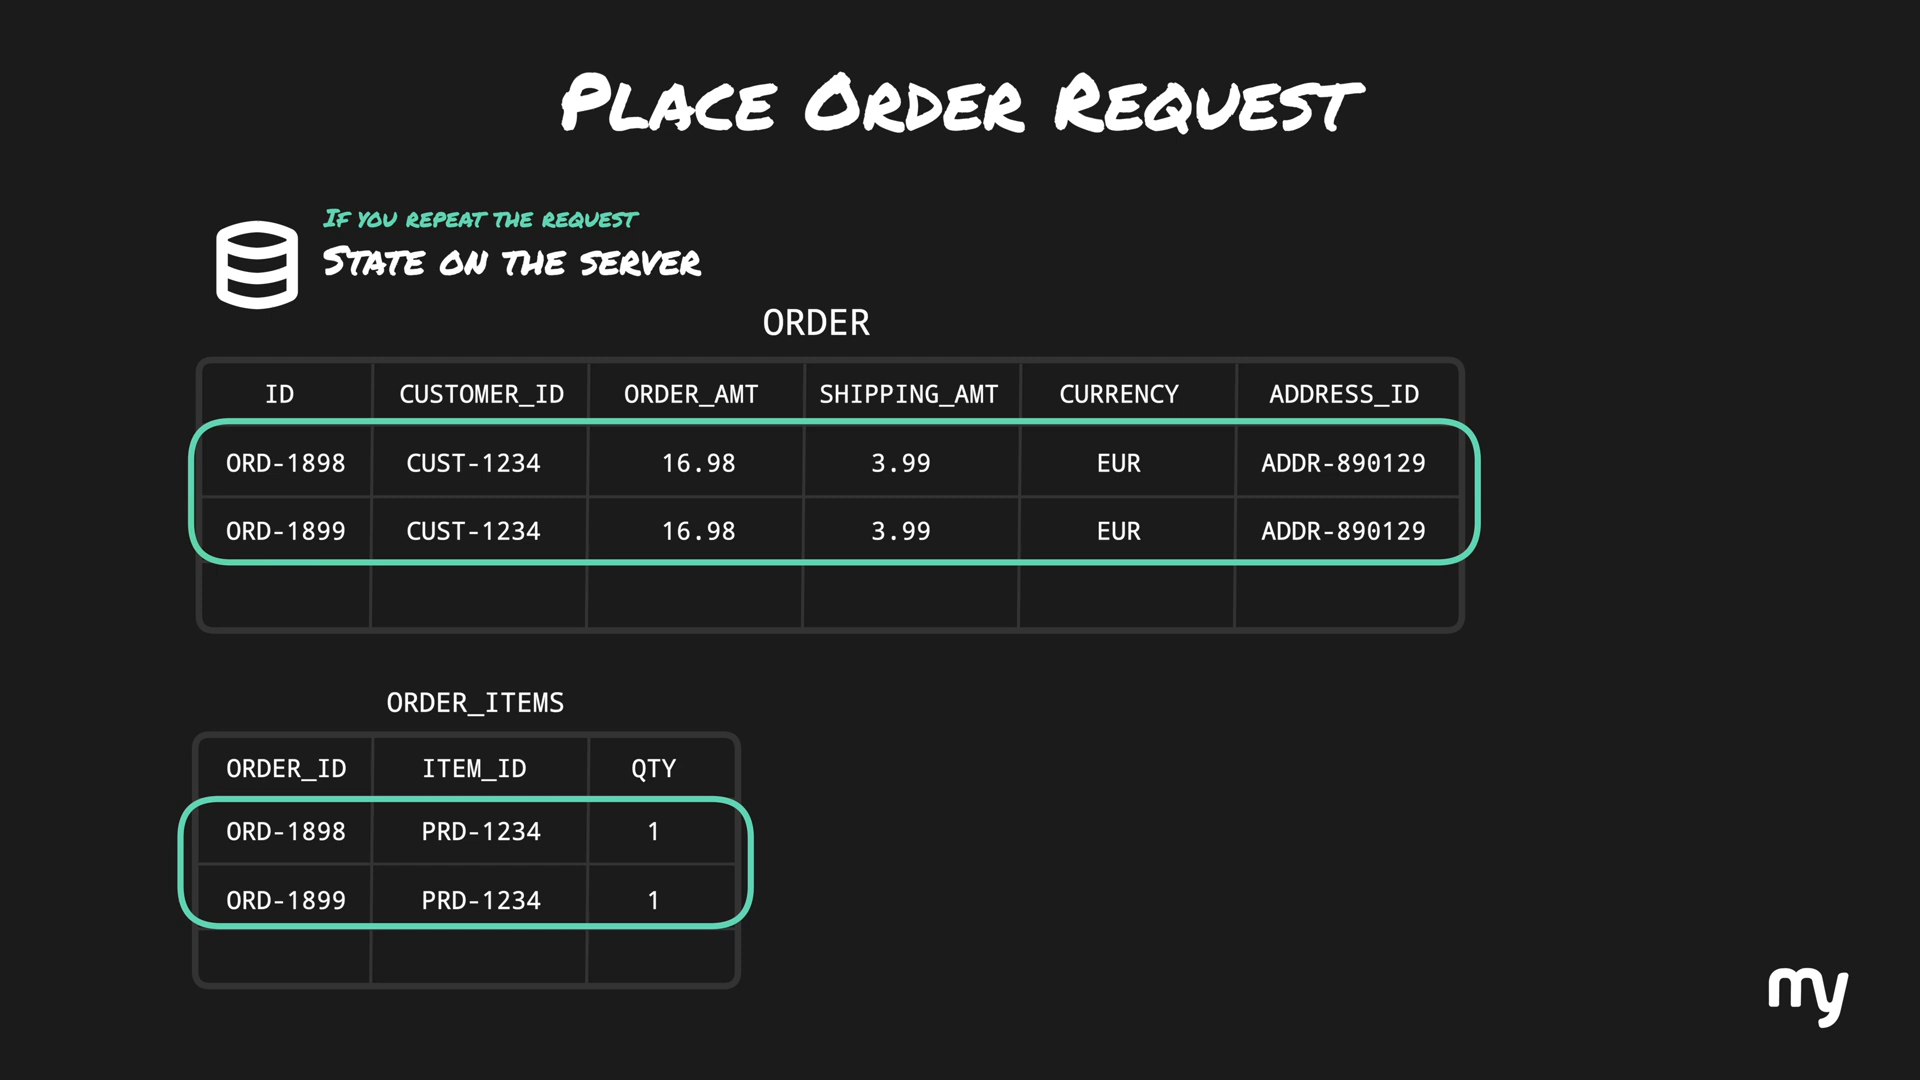 PLACE ORDER REQUEST
IF YOU REPEAT THE REQUEST
STATE ON THE SERVER
ORDER
ID CUSTOMER_ID ORDER_AMT SHIPPING_AMT CURRENCY ADDRESS_ID
ORD-1898 CUST-1234 16.98 3.99 EUR ADDR-890129
ORD-1899 CUST-1234 16.98 3.99 EUR ADDR-890129
ORDER_ITEMS
ORDER_ID ITEM_ID QTY
ORD-1898 PRD-1234 1
ORD-1899 PRD-1234 1
my